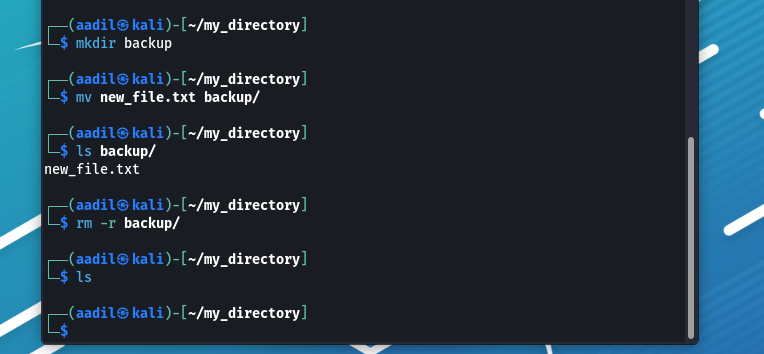 ┌──(aadil㉿kali)-[~/my_directory]
└─$ mkdir backup
┌──(aadil㉿kali)-[~/my_directory]
└─$ mv new_file.txt backup/
┌──(aadil㉿kali)-[~/my_directory]
└─$ ls backup/
new_file.txt
┌──(aadil㉿kali)-[~/my_directory]
└─$ rm -r backup/
┌──(aadil㉿kali)-[~/my_directory]
└─$ ls
┌──(aadil㉿kali)-[~/my_directory]
└─$